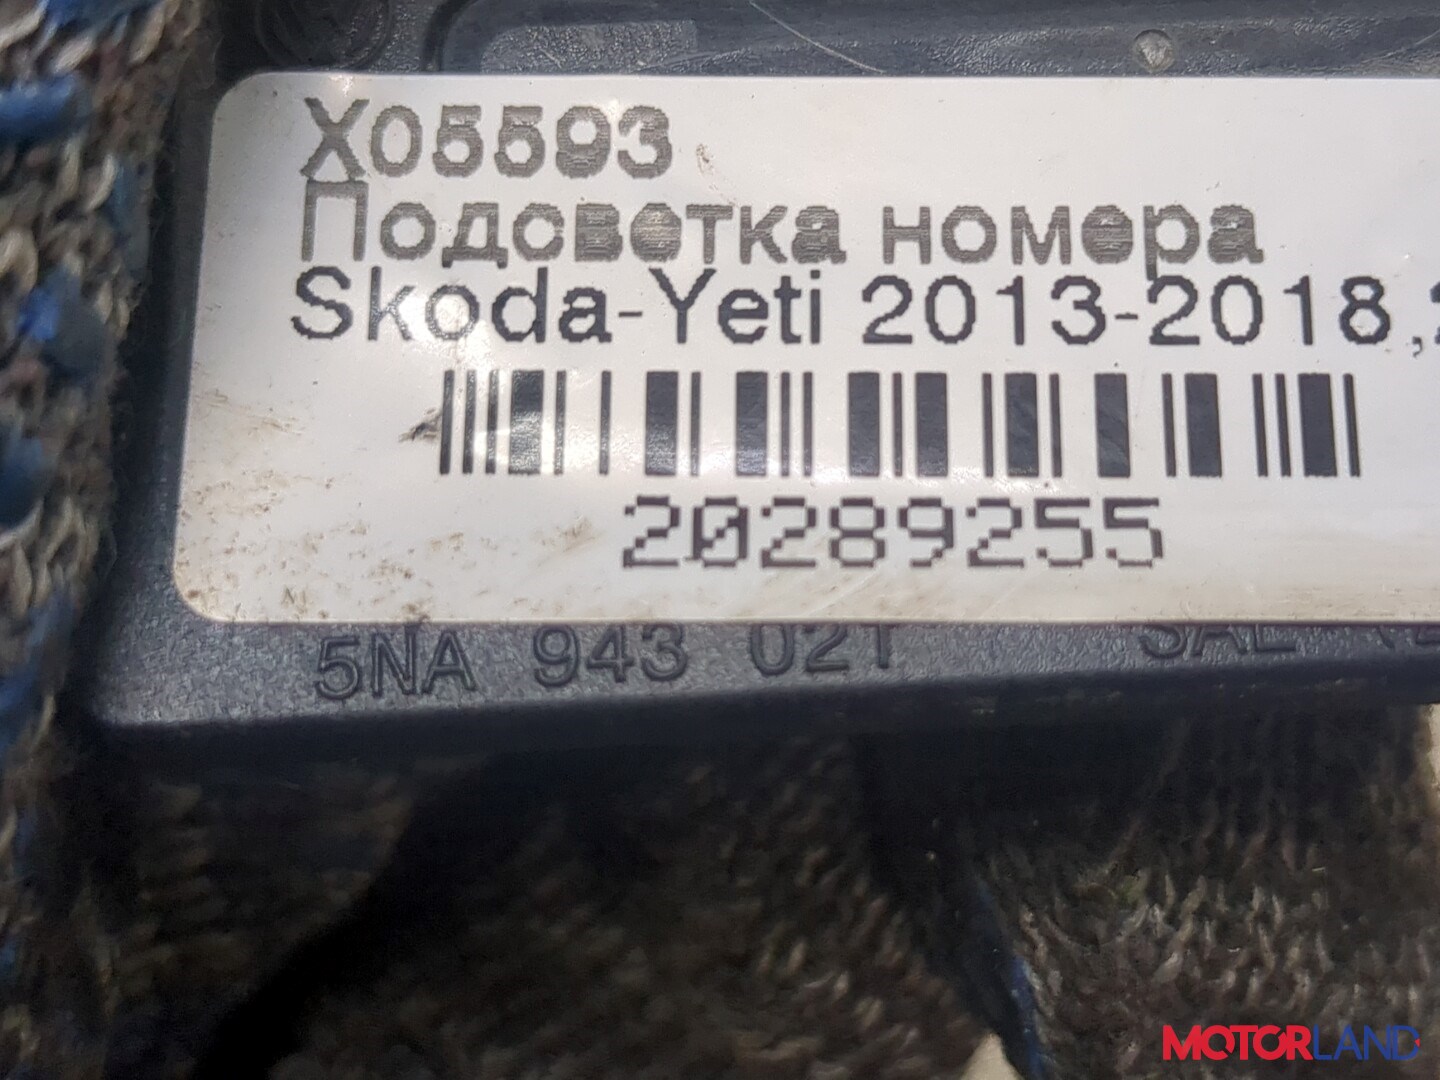 X05593
Подсветка номера
Skoda-Yeti 2013-2018,
20289255
5NA 943 021
MOTORLAND